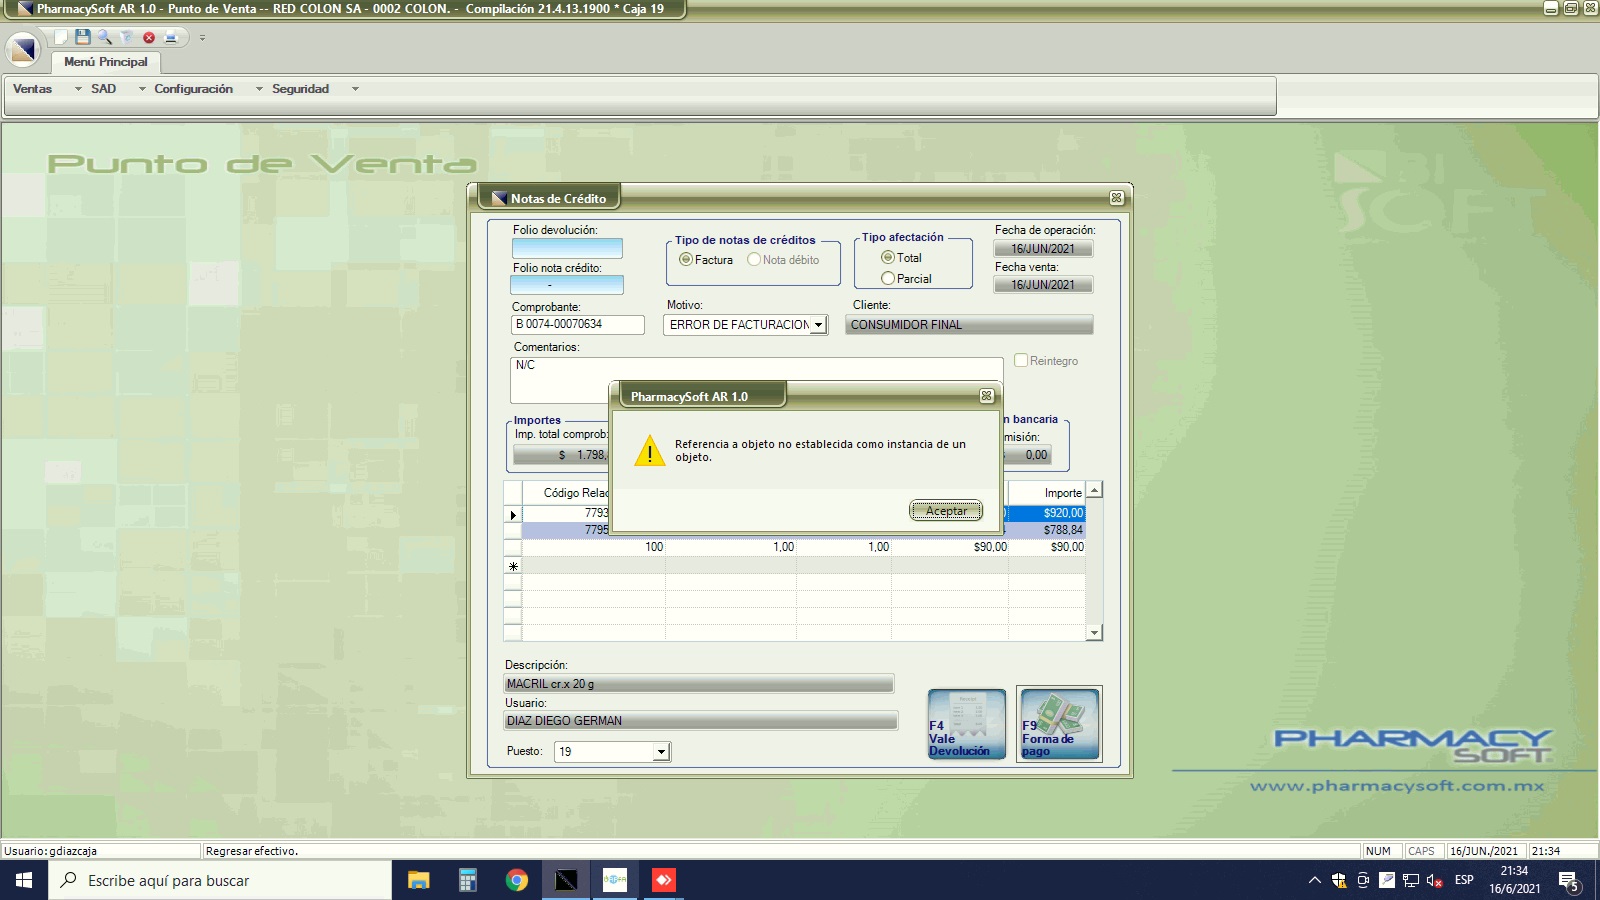 PharmacySoft AR 1.0 - Punto de Venta -- RED COLON SA - 0002 COLON. - Compilación 21.4.13.1900 * Caja 19
Menú Principal
Ventas SAD Configuración Seguridad
Punto de Venta
BI SOFT
Notas de Crédito
Folio devolución:
Folio nota crédito:
-
Tipo de notas de créditos
Factura Nota débito
Tipo afectación
Total
Parcial
Fecha de operación:
16/JUN/2021
Fecha venta:
16/JUN/2021
Comprobante:
B 0074-00070634
Motivo:
ERROR DE FACTURACION
Cliente:
CONSUMIDOR FINAL
Comentarios:
N/C
Reintegro
PharmacySoft AR 1.0
Referencia a objeto no establecida como instancia de un
objeto.
Aceptar
Importes
Imp. total comprob
$ 1.798,
n bancaria
misión:
0,00
Código Relac Importe
7793 $920,00
7795 $788,84
100 1,00 1,00 $90,00 $90,00
Descripción:
MACRIL cr.x 20 g
Usuario:
DIAZ DIEGO GERMAN
Puesto: 19
F4
Vale
Devolución
F9
Forma de
pago
PHARMACY
SOFT
www.pharmacysoft.com.mx
Usuario: gdiazcaja Regresar efectivo. NUM CAPS 16/JUN./2021 21:34
Escribe aquí para buscar
ESP
21:34
16/6/2021
5